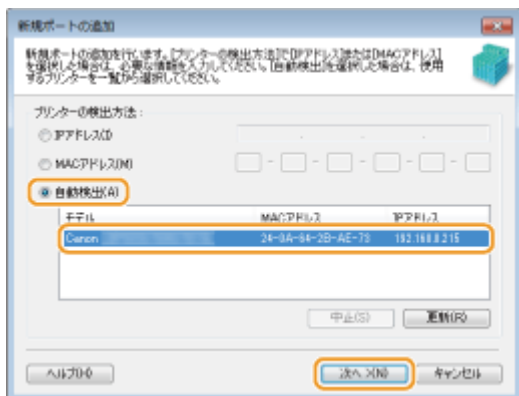 新規ポートの追加
新規ポートの追加を行います。[プリンターの検出方法]で[IPアドレス]または[MACアドレス]
を選択した場合は、必要な情報を入力してください。[自動検出]を選択した場合は、使用
するプリンターを一覧から選択してください。
プリンターの検出方法:
IPアドレス(I)
MACアドレス(M)
自動検出(A)
モデル MACアドレス IPアドレス
Canon 24-0A-64-2B-AE-73 192.168.0.215
中止(S) 更新(R)
ヘルプ(H) 次へ >(N) キャンセル